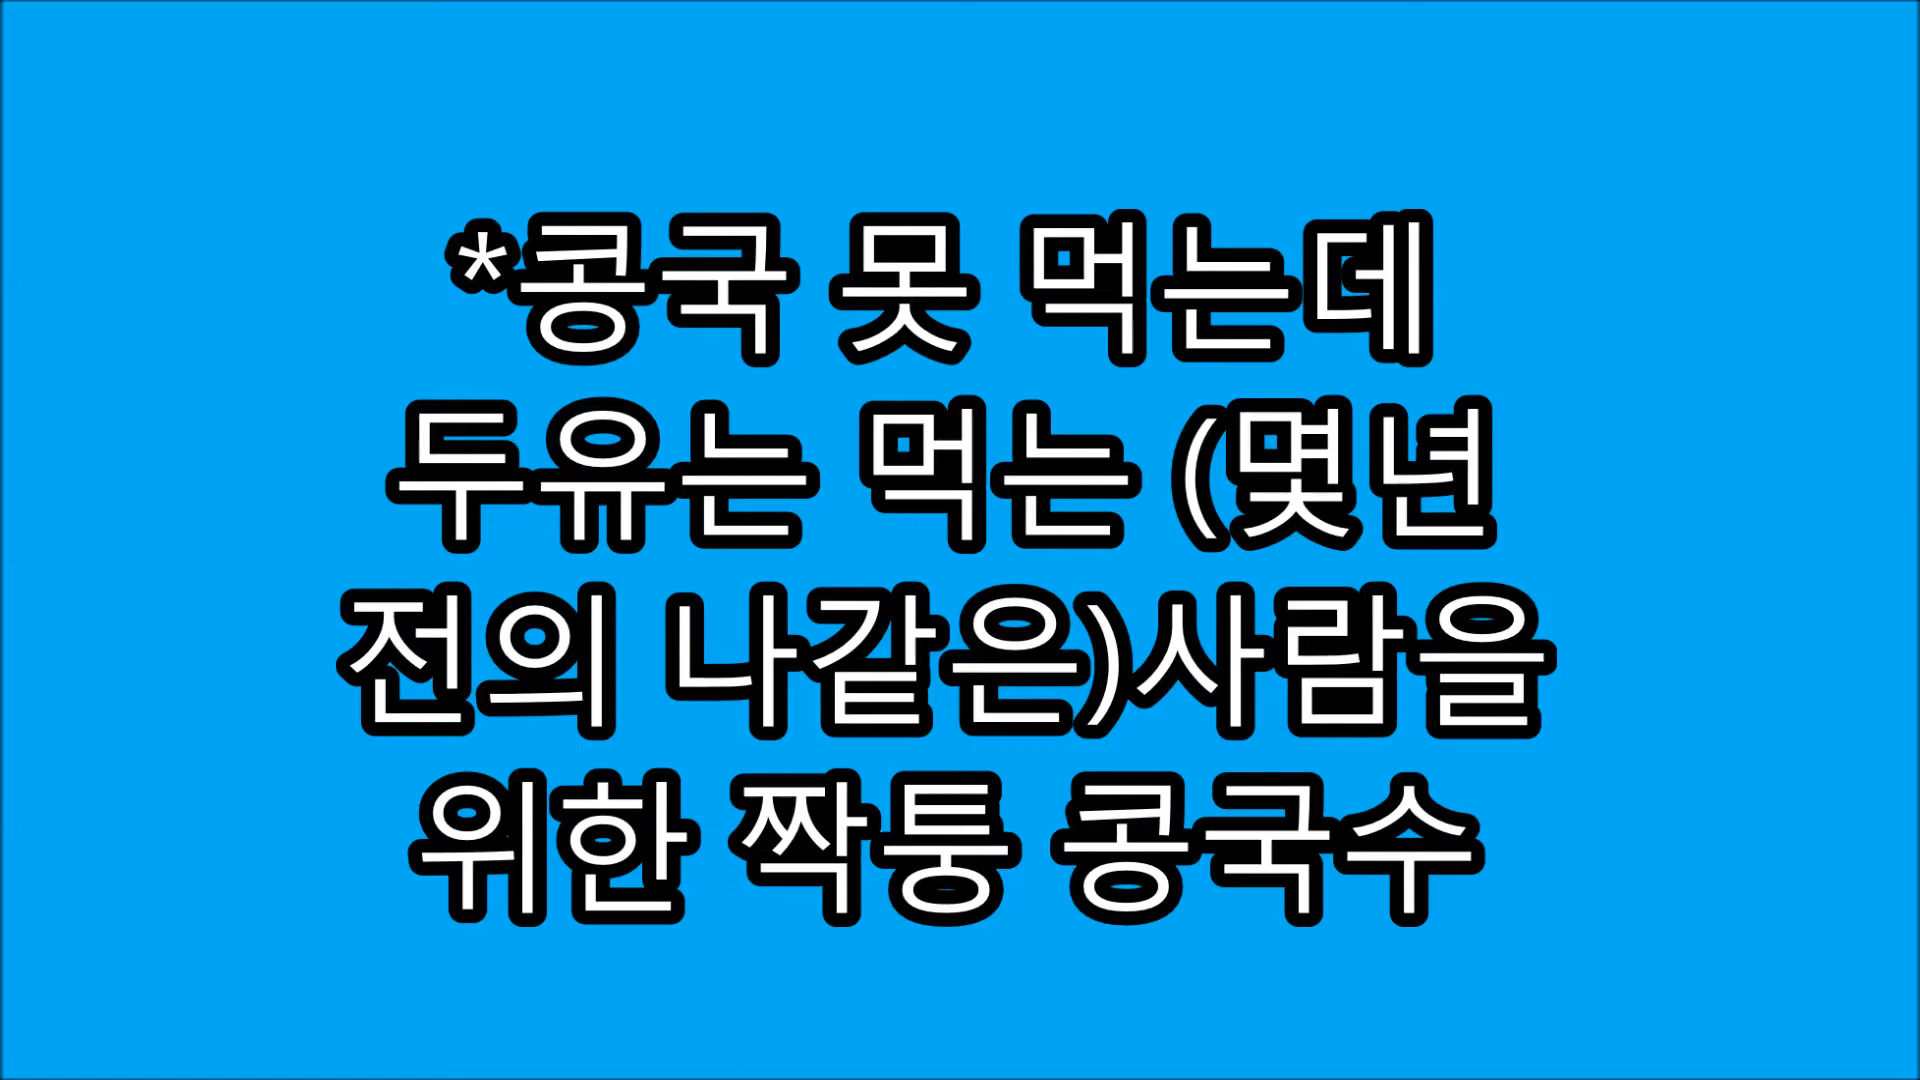 *콩국 못 먹는데
두유는 먹는 (몇년
전의 나같은)사람을
위한 짝퉁 콩국수